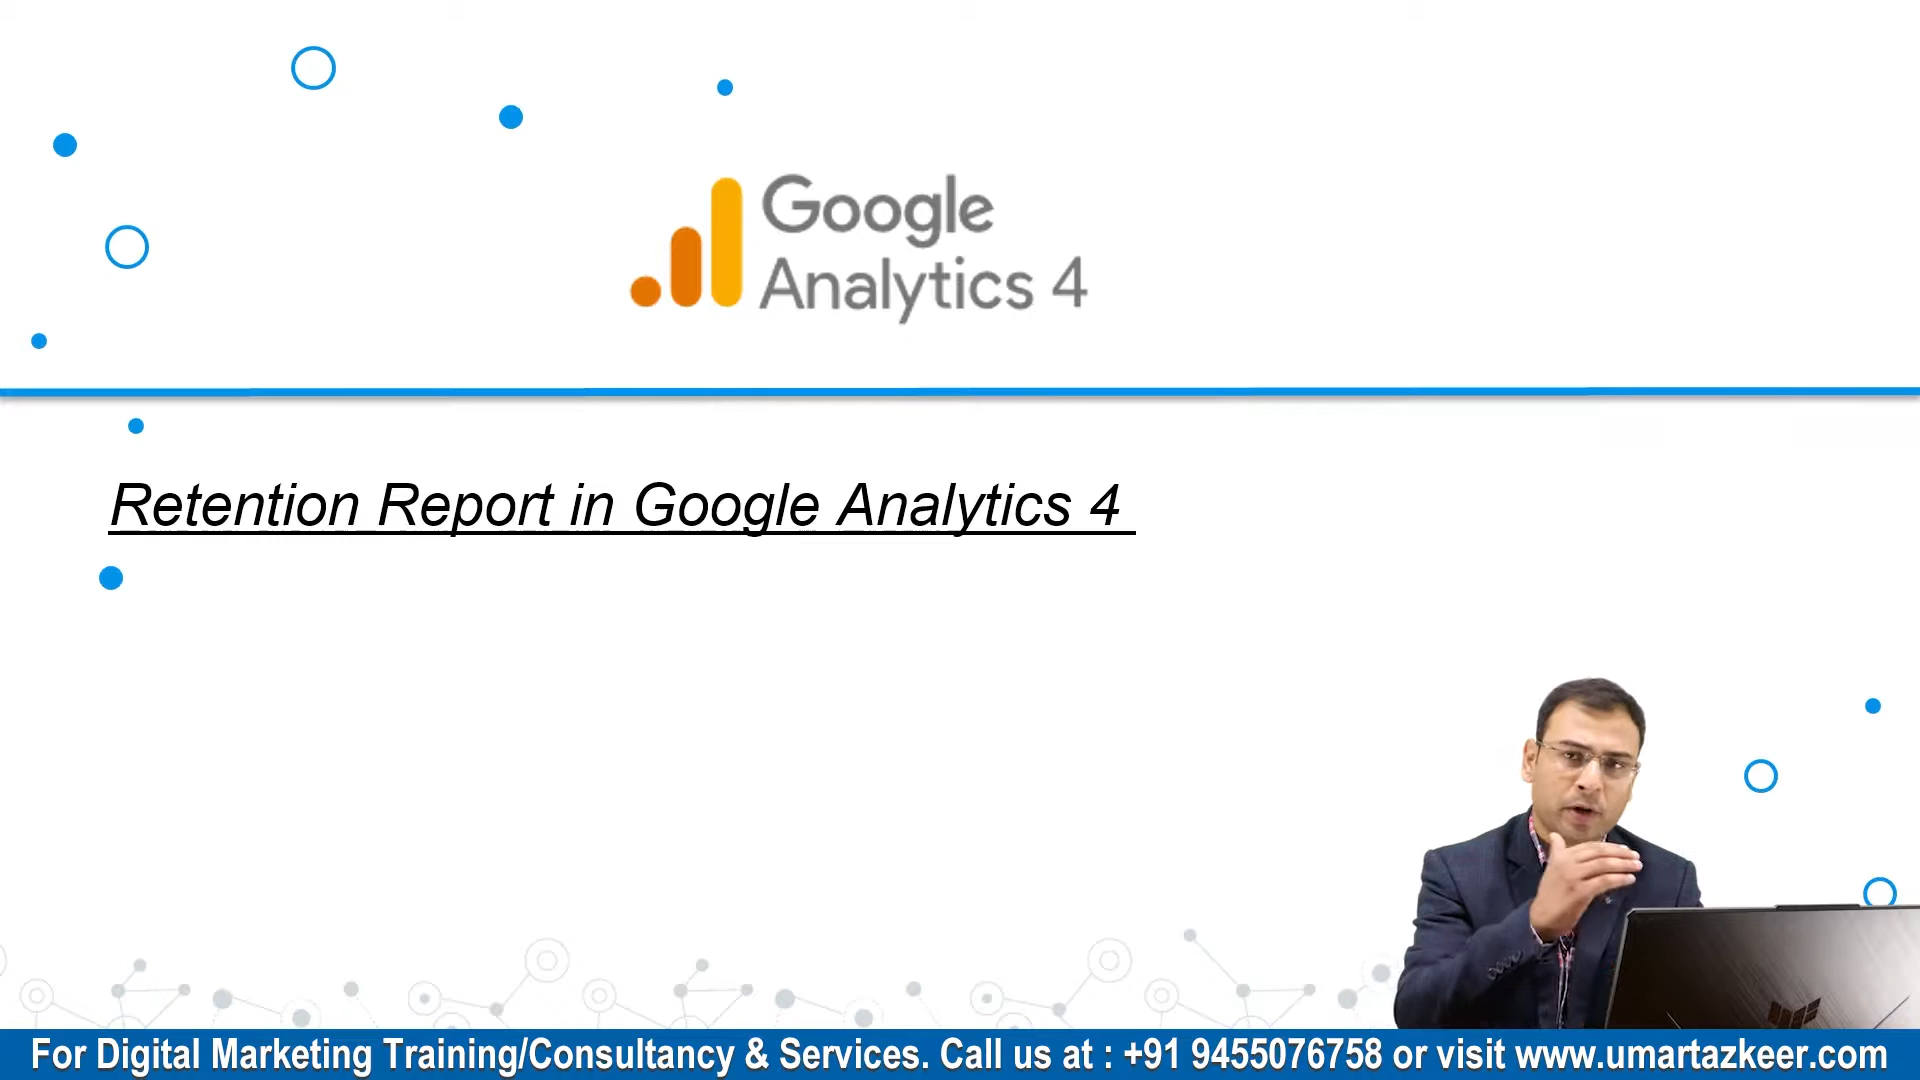 Google
Analytics 4
Retention Report in Google Analytics 4
For Digital Marketing Training/Consultancy & Services. Call us at : +91 9455076758 or visit www.umartazkeer.com